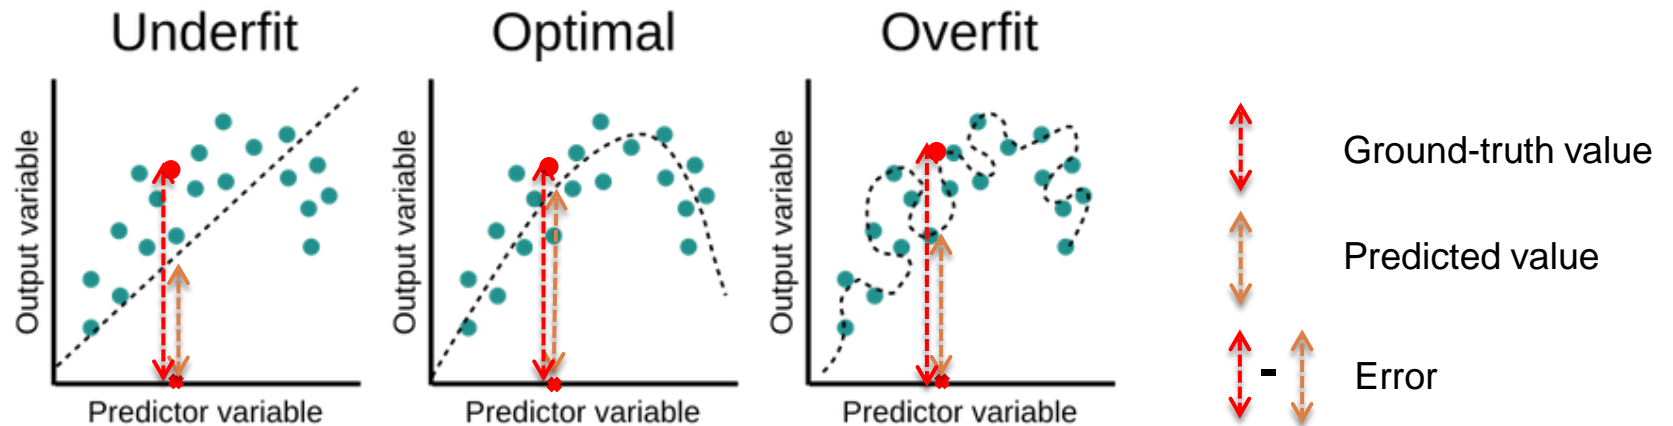 Underfit
Optimal
Overfit
Output variable
Predictor variable
Output variable
Predictor variable
Output variable
Predictor variable
Ground-truth value
Predicted value
- Error